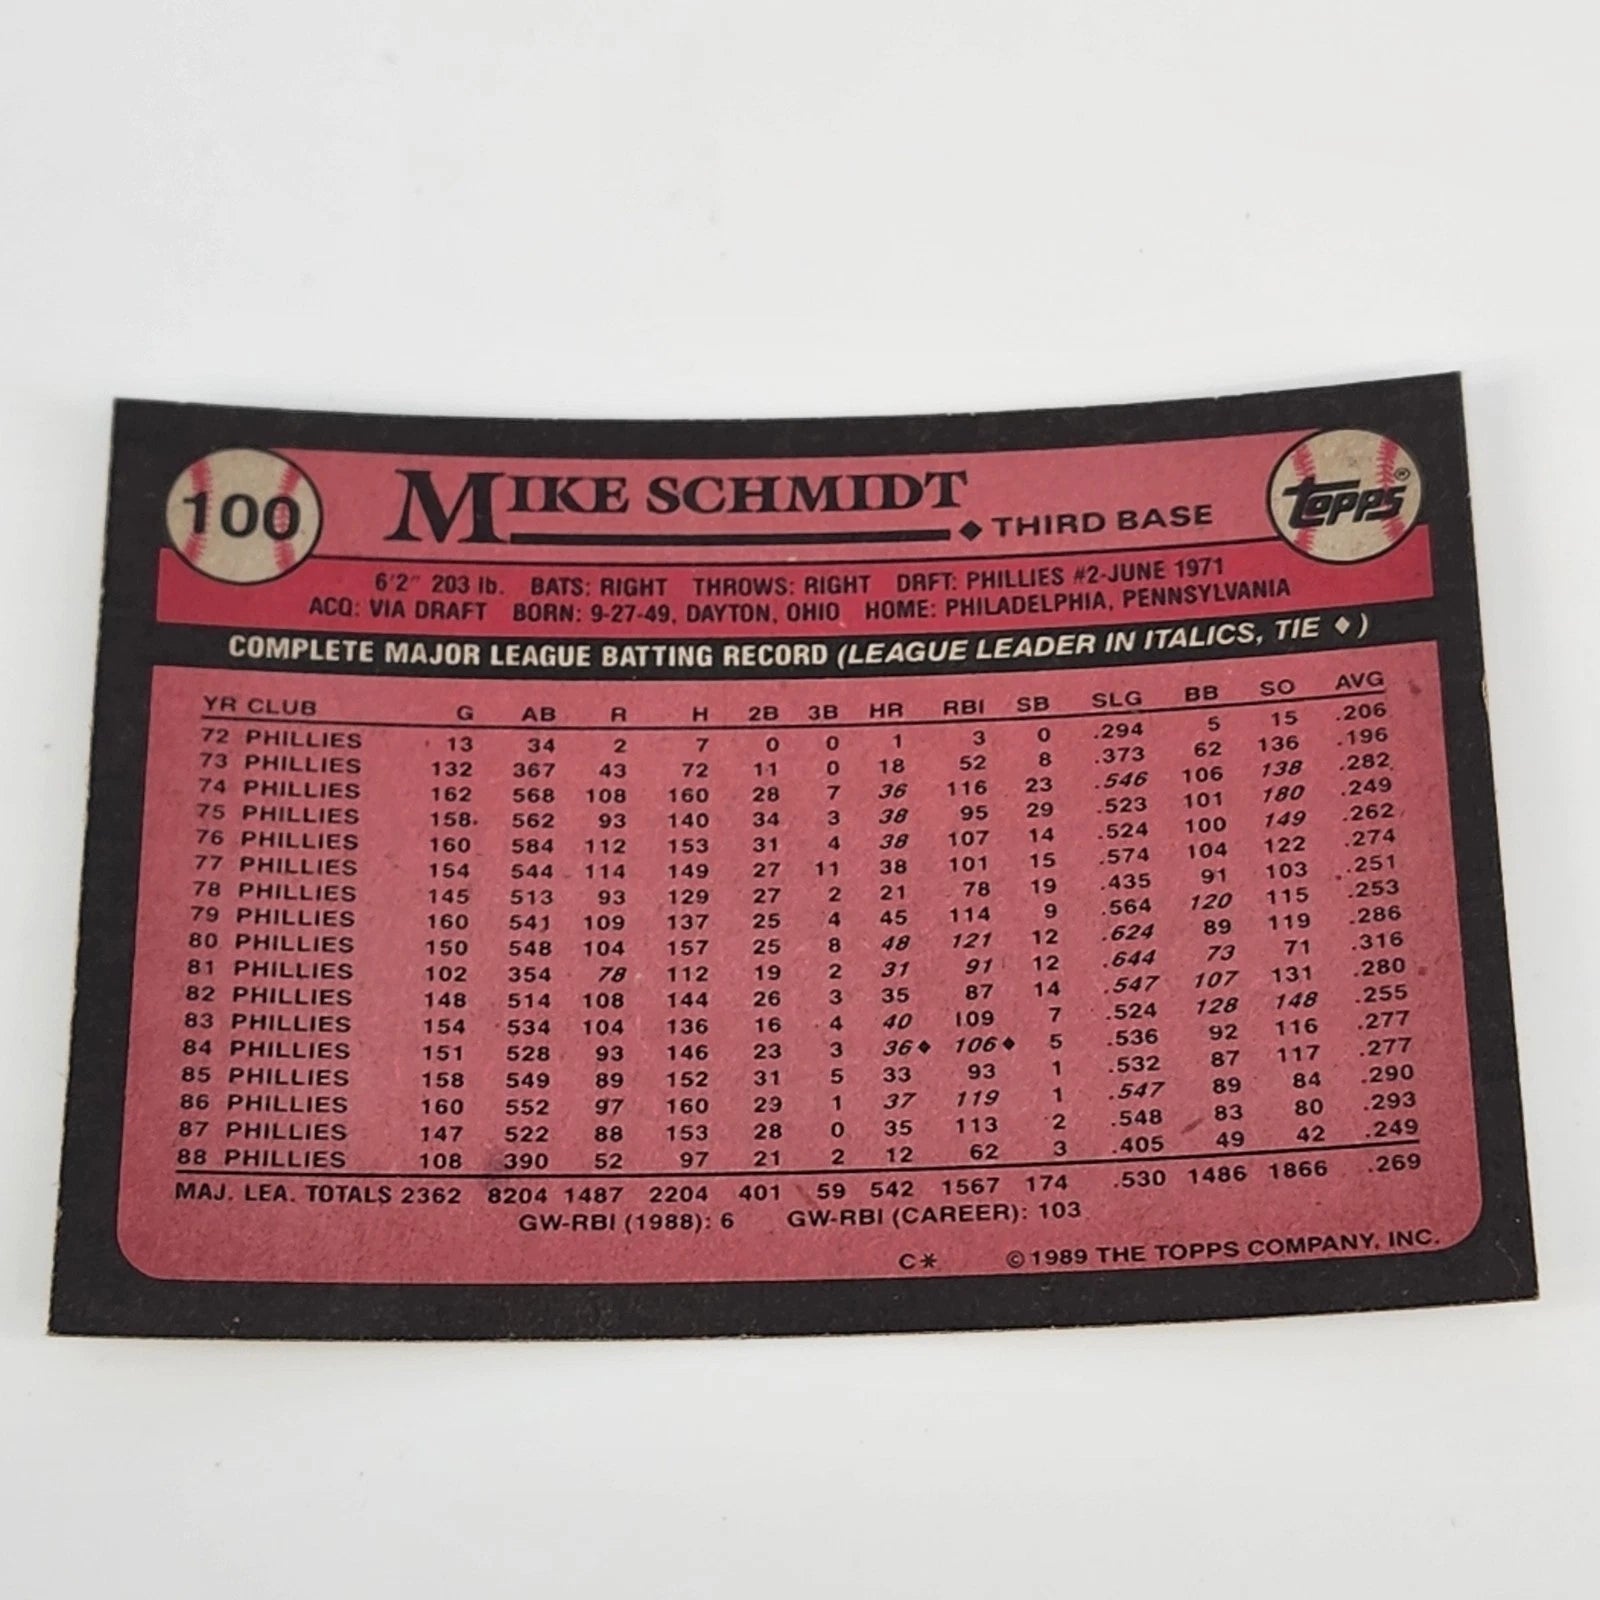 100
MIKE SCHMIDT ◆ THIRD BASE
TOPPS®
6'2" 203 lb. BATS: RIGHT THROWS: RIGHT DRFT: PHILLIES #2-JUNE 1971
ACQ: VIA DRAFT BORN: 9-27-49, DAYTON, OHIO HOME: PHILADELPHIA, PENNSYLVANIA
COMPLETE MAJOR LEAGUE BATTING RECORD (LEAGUE LEADER IN ITALICS, TIE ◆)
YR CLUB G AB R H 2B 3B HR RBI SB SLG BB SO AVG
72 PHILLIES 13 34 2 7 0 0 1 3 0 .294 5 15 .206
73 PHILLIES 132 367 43 72 11 0 18 52 8 .373 62 136 .196
74 PHILLIES 162 568 108 160 28 7 36 116 23 .546 106 138 .282
75 PHILLIES 158 562 93 140 34 3 38 95 29 .523 101 180 .249
76 PHILLIES 160 584 112 153 31 4 38 107 14 .524 100 149 .262
77 PHILLIES 154 544 114 149 27 11 38 101 15 .574 104 122 .274
78 PHILLIES 145 513 93 129 27 2 21 78 19 .435 91 103 .251
79 PHILLIES 160 541 109 137 25 4 45 114 9 .564 120 115 .253
80 PHILLIES 150 548 104 157 25 8 48 121 12 .624 89 119 .286
81 PHILLIES 102 354 78 112 19 2 31 91 12 .644 73 71 .316
82 PHILLIES 148 514 108 144 26 3 35 87 14 .547 107 131 .280
83 PHILLIES 154 534 104 136 16 4 40 109 7 .524 128 148 .255
84 PHILLIES 151 528 93 146 23 3 36◆ 106◆ 5 .536 92 116 .277
85 PHILLIES 158 549 89 152 31 5 33 93 1 .532 87 117 .277
86 PHILLIES 160 552 97 160 29 1 37 119 1 .547 89 84 .290
87 PHILLIES 147 522 88 153 28 0 35 113 2 .548 83 80 .293
88 PHILLIES 108 390 52 97 21 2 12 62 3 .405 49 42 .249
MAJ. LEA. TOTALS 2362 8204 1487 2204 401 59 542 1567 174 .530 1486 1866 .269
GW-RBI (1988): 6 GW-RBI (CAREER): 103
C* © 1989 THE TOPPS COMPANY, INC.